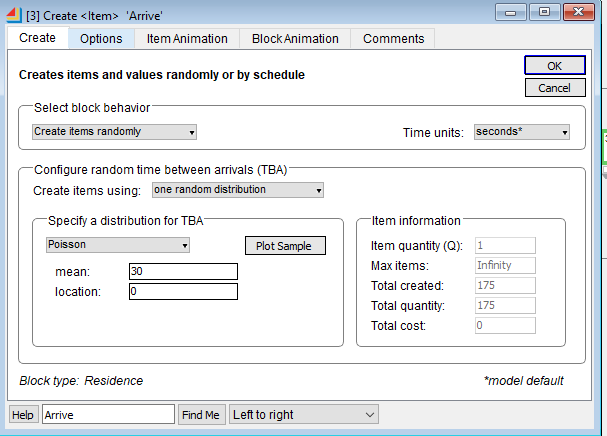 [3] Create <Item> 'Arrive'
Create Options Item Animation Block Animation Comments
Creates items and values randomly or by schedule
OK
Cancel
Select block behavior
Create items randomly Time units: seconds*
Configure random time between arrivals (TBA)
Create items using: one random distribution
Specify a distribution for TBA
Poisson Plot Sample
mean: 30
location: 0
Item information
Item quantity (Q): 1
Max items: Infinity
Total created: 175
Total quantity: 175
Total cost: 0
Block type: Residence *model default
Help Arrive Find Me Left to right